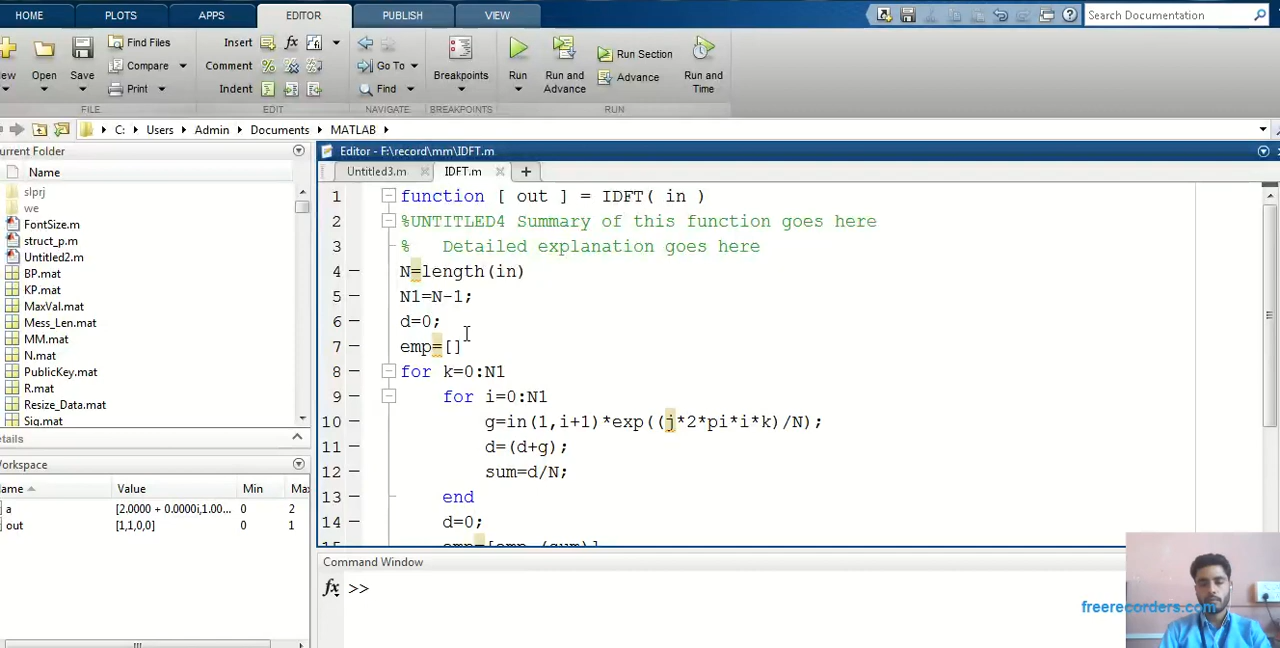 HOME PLOTS APPS EDITOR PUBLISH VIEW Search Documentation
Find Files Insert fx
Compare Comment Go To Run Section
Open Save Breakpoints Run Run and Advance Advance Run and Time
Print Indent Find
FILE EDIT NAVIGATE BREAKPOINTS RUN
C: Users Admin Documents MATLAB
Editor - F:\record\mm\IDFT.m
Untitled3.m IDFT.m +
Name
slprj
we
FontSize.m
struct_p.m
Untitled2.m
BP.mat
KP.mat
MaxVal.mat
Mess_Len.mat
MM.mat
N.mat
PublicKey.mat
R.mat
Resize_Data.mat
Sig.mat
Workspace
Value Min
a [2.0000 + 0.0000i,1.00... 0 2
out [1,1,0,0] 0 1
1 function [ out ] = IDFT( in )
2 %UNTITLED4 Summary of this function goes here
3 % Detailed explanation goes here
4 N=length(in)
5 N1=N-1;
6 d=0;
7 emp=[]
8 for k=0:N1
9 for i=0:N1
10 g=in(1,i+1)*exp((j*2*pi*i*k)/N);
11 d=(d+g);
12 sum=d/N;
13 end
14 d=0;
Command Window
fx >>
freerecorders.com